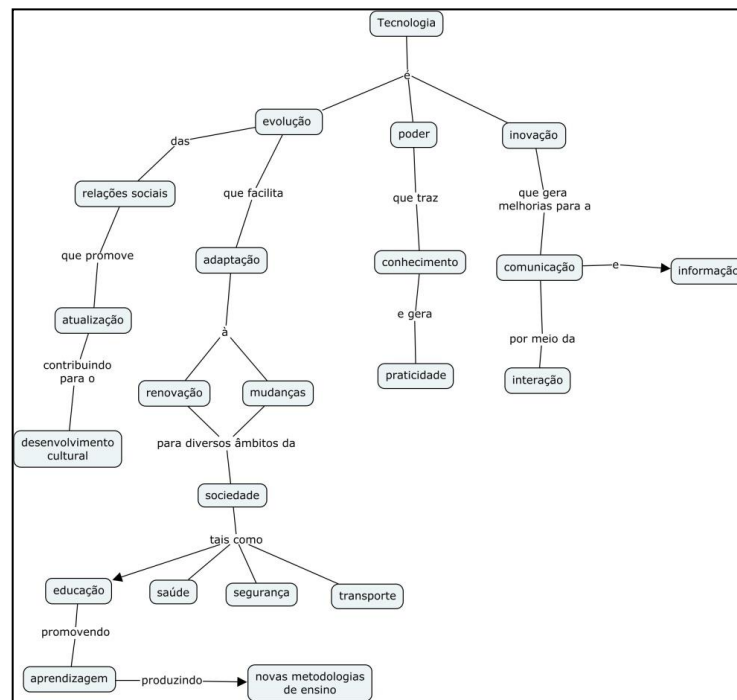 Tecnologia
é
evolução
poder
inovação
das
que facilita
que traz
que gera
melhorias para a
relações sociais
que promove
adaptação
conhecimento
comunicação
e
informação
atualização
à
e gera
por meio da
contribuindo
para o
renovação
mudanças
praticidade
interação
desenvolvimento
cultural
para diversos âmbitos da
sociedade
tais como
educação
saúde
segurança
transporte
promovendo
aprendizagem
produzindo
novas metodologias
de ensino